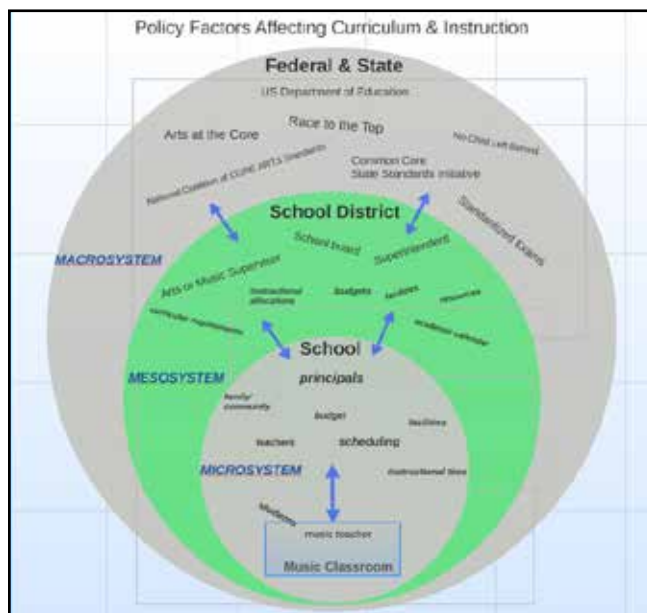 Policy Factors Affecting Curriculum & Instruction
Federal & State
US Department of Education
Race to the Top
Arts at the Core
No Child Left Behind
National Coalition of CORE ARTS Standards
Common Core
State Standards Initiative
Standardized Exams
School District
School board
Superintendent
MACROSYSTEM
Arts or Music Supervisor
instructional
allocations
budgets
facilities
resources
curricular requirements
academic calendar
School
MESOSYSTEM
principals
family/
community
budget
facilities
teachers
scheduling
MICROSYSTEM
instructional time
students
music teacher
Music Classroom